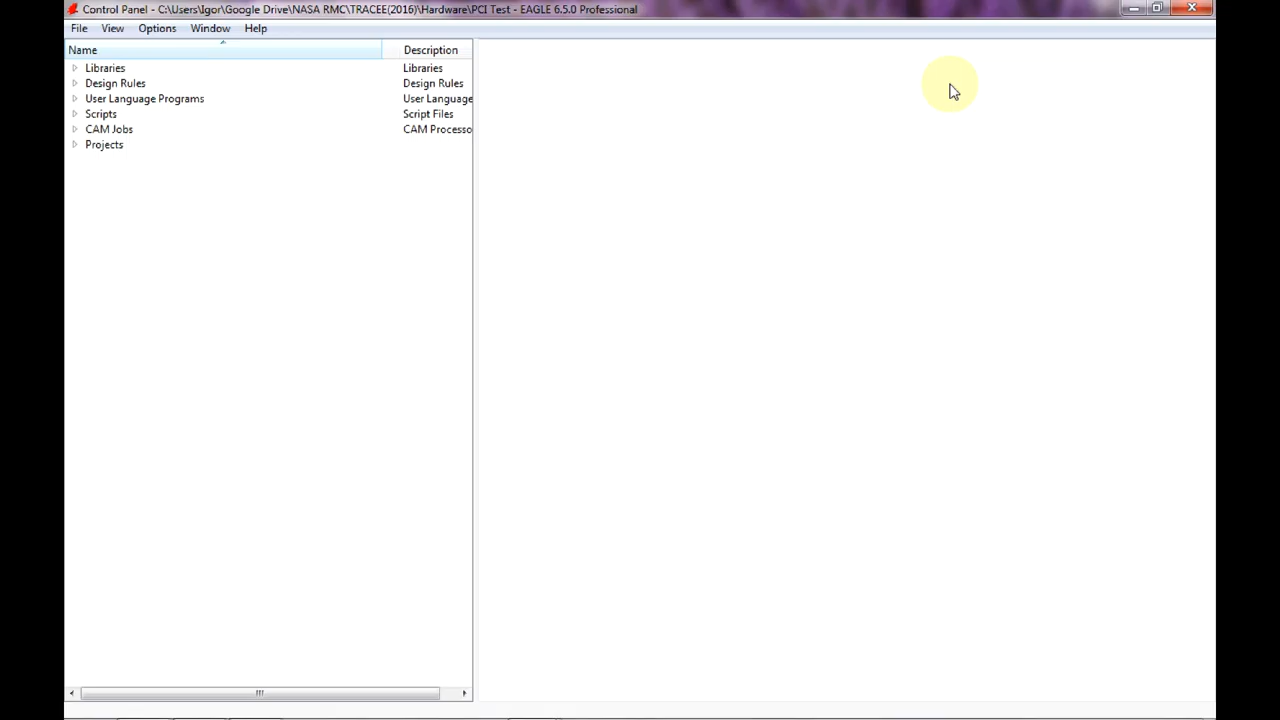 Control Panel - C:\Users\Igor\Google Drive\NASA RMC\TRACEE(2016)\Hardware\PCI Test - EAGLE 6.5.0 Professional
File View Options Window Help
Name Description
Libraries Libraries
Design Rules Design Rules
User Language Programs User Language
Scripts Script Files
CAM Jobs CAM Processo
Projects